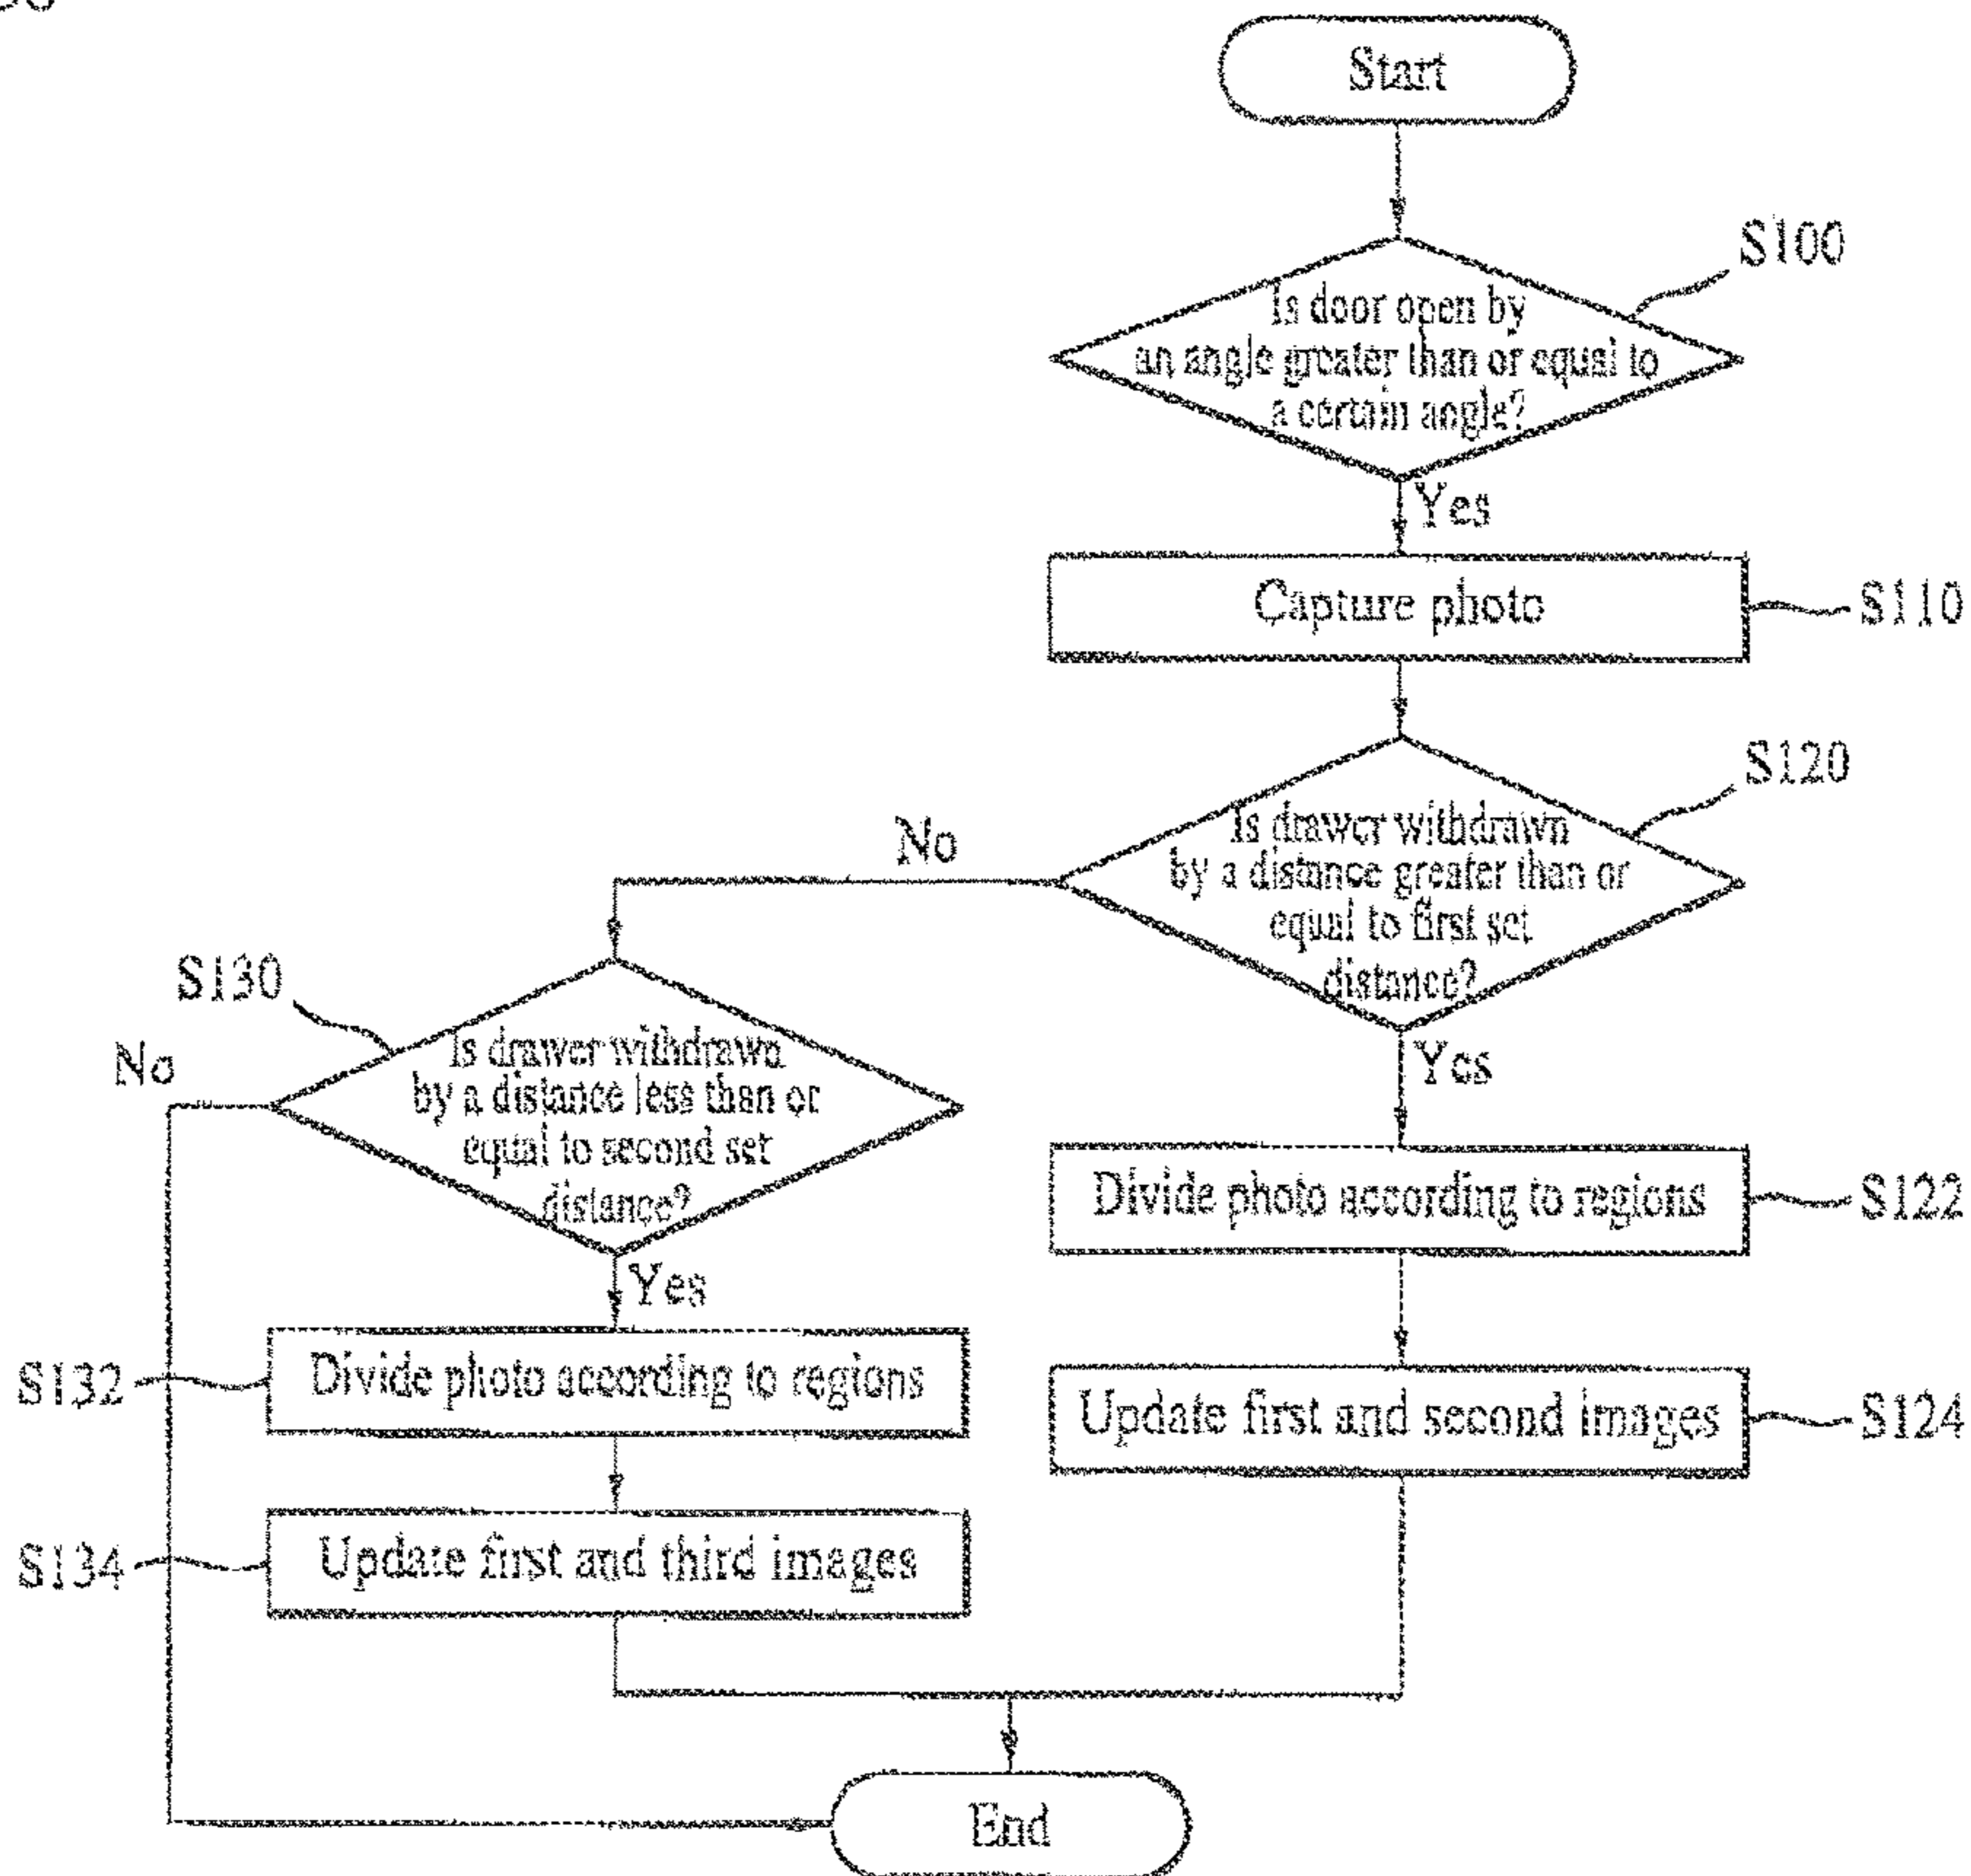 Start
S100
Is door open by
an angle greater than or equal to
a certain angle?
Yes
Capture photo
S110
S120
Is drawer withdrawn
by a distance greater than or
equal to first set
distance?
No
Yes
S130
Is drawer withdrawn
by a distance less than or
equal to second set
distance?
No
Yes
Divide photo according to regions
S122
Divide photo according to regions
S132
Update first and second images
S124
Update first and third images
S134
End